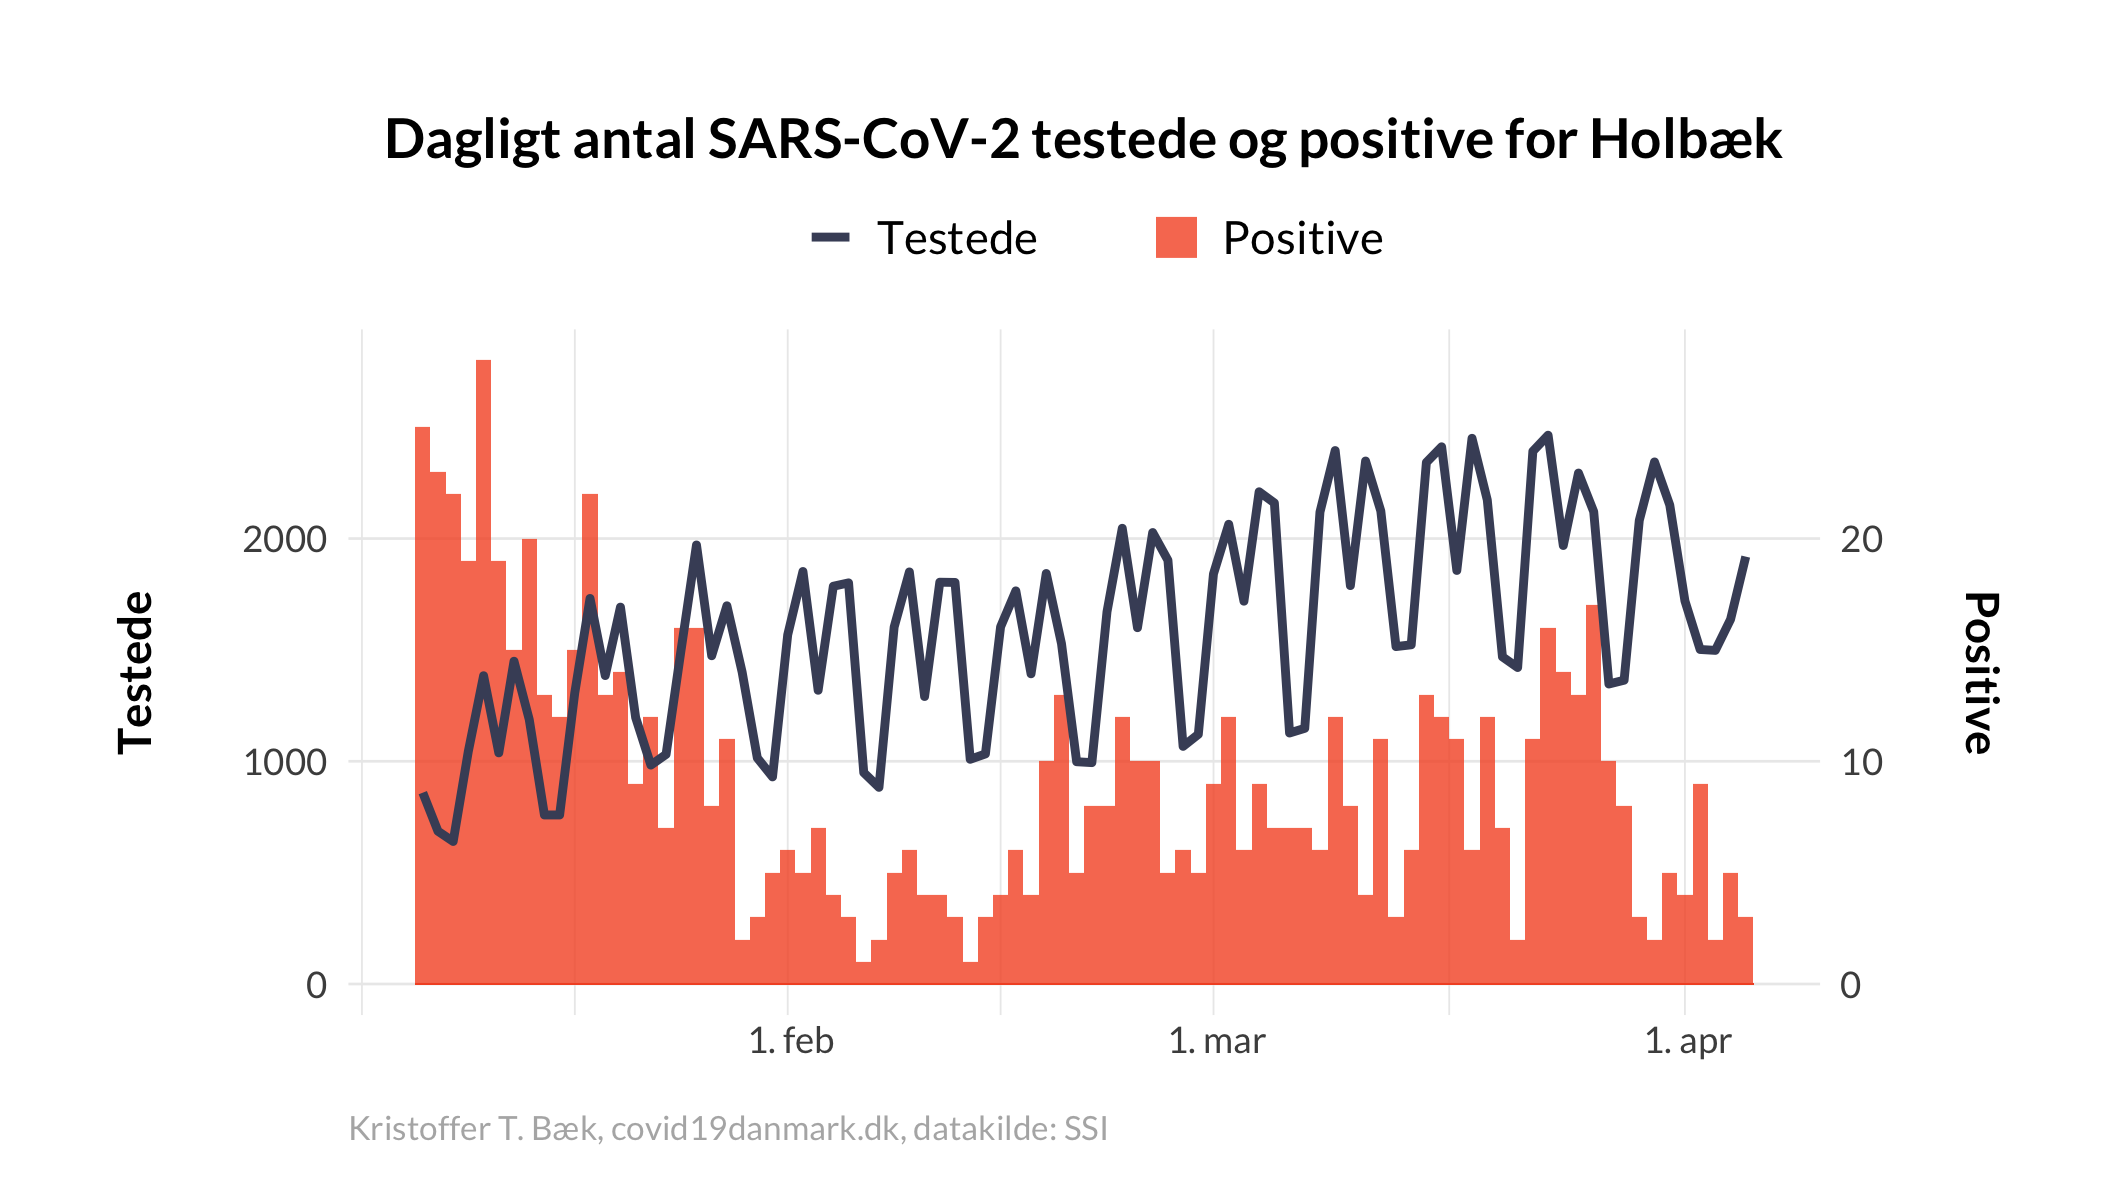 Dagligt antal SARS-CoV-2 testede og positive for Holbæk
Testede Positive
2000
1000
0
Testede
20
10
0
Positive
1. feb 1. mar 1. apr
Kristoffer T. Bæk, covid19danmark.dk, datakilde: SSI